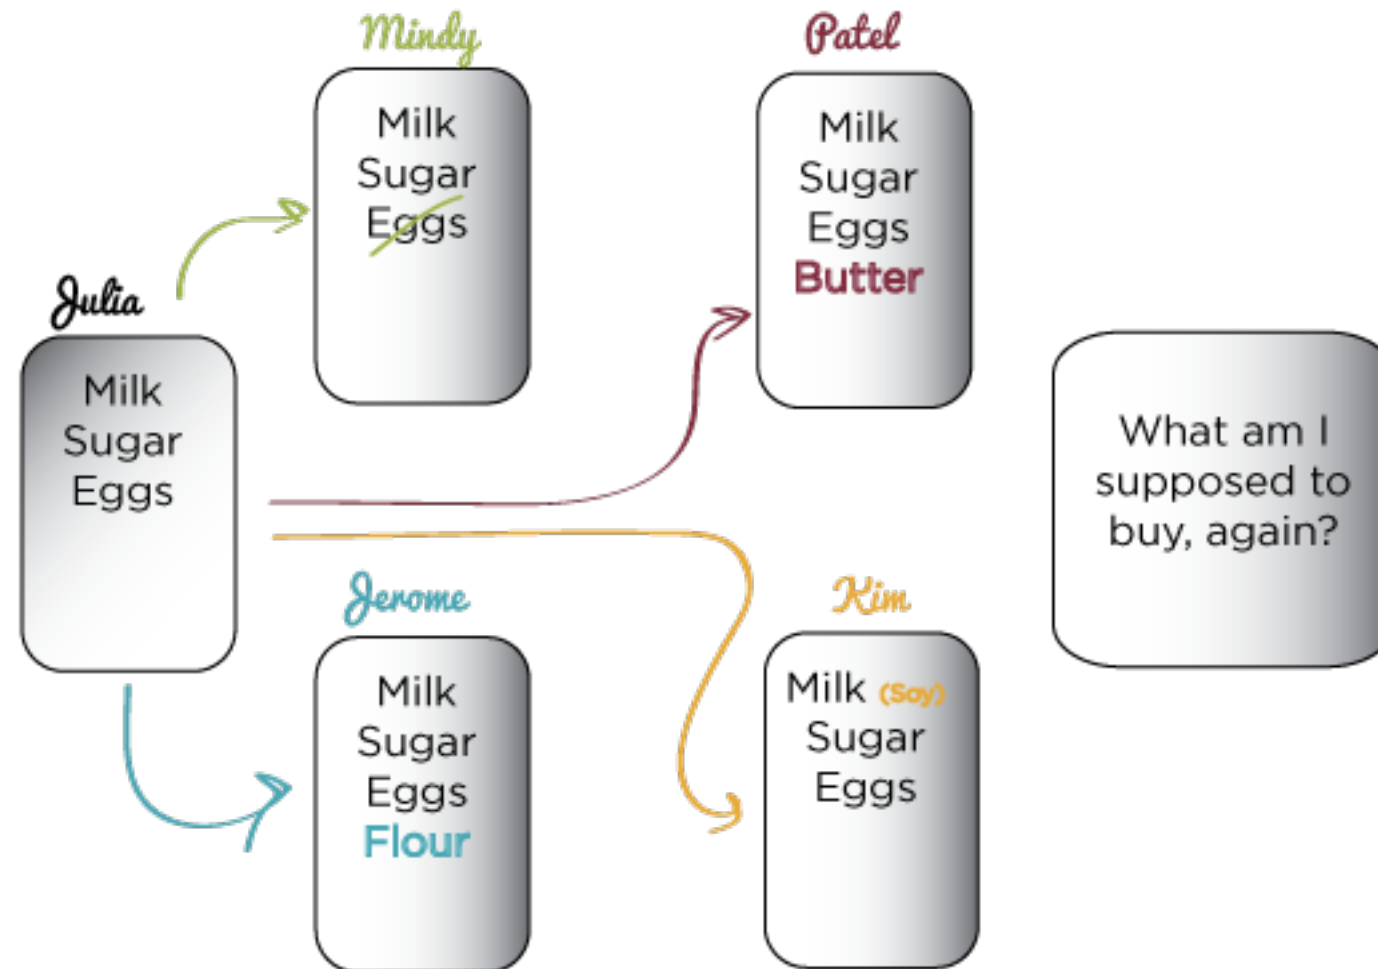 Mindy
Milk
Sugar
Eggs
Patel
Milk
Sugar
Eggs
Butter
Julia
Milk
Sugar
Eggs
What am I
supposed to
buy, again?
Jerome
Milk
Sugar
Eggs
Flour
Kim
Milk (Soy)
Sugar
Eggs